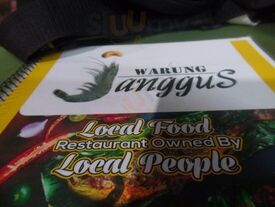 WARUNG
JanggUS
Local Food
Restaurant Owned By
Local People